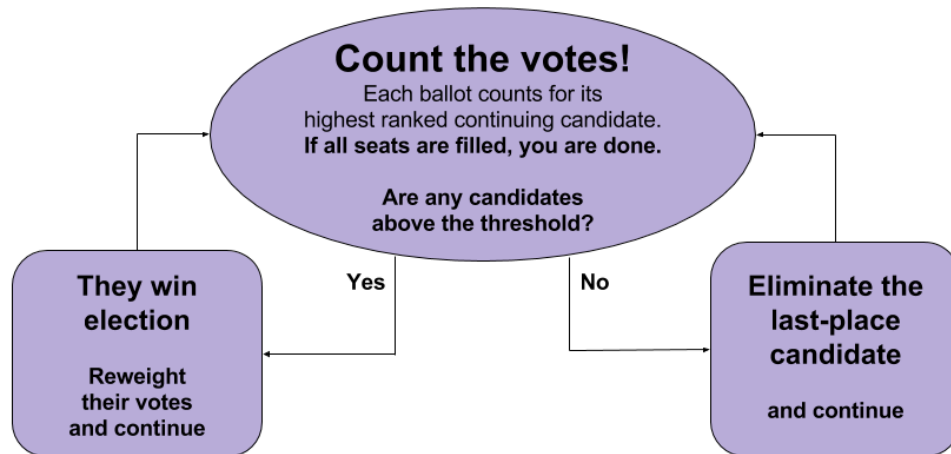 Count the votes!
Each ballot counts for its
highest ranked continuing candidate.
If all seats are filled, you are done.
Are any candidates
above the threshold?
Yes
No
They win
election
Reweight
their votes
and continue
Eliminate the
last-place
candidate
and continue